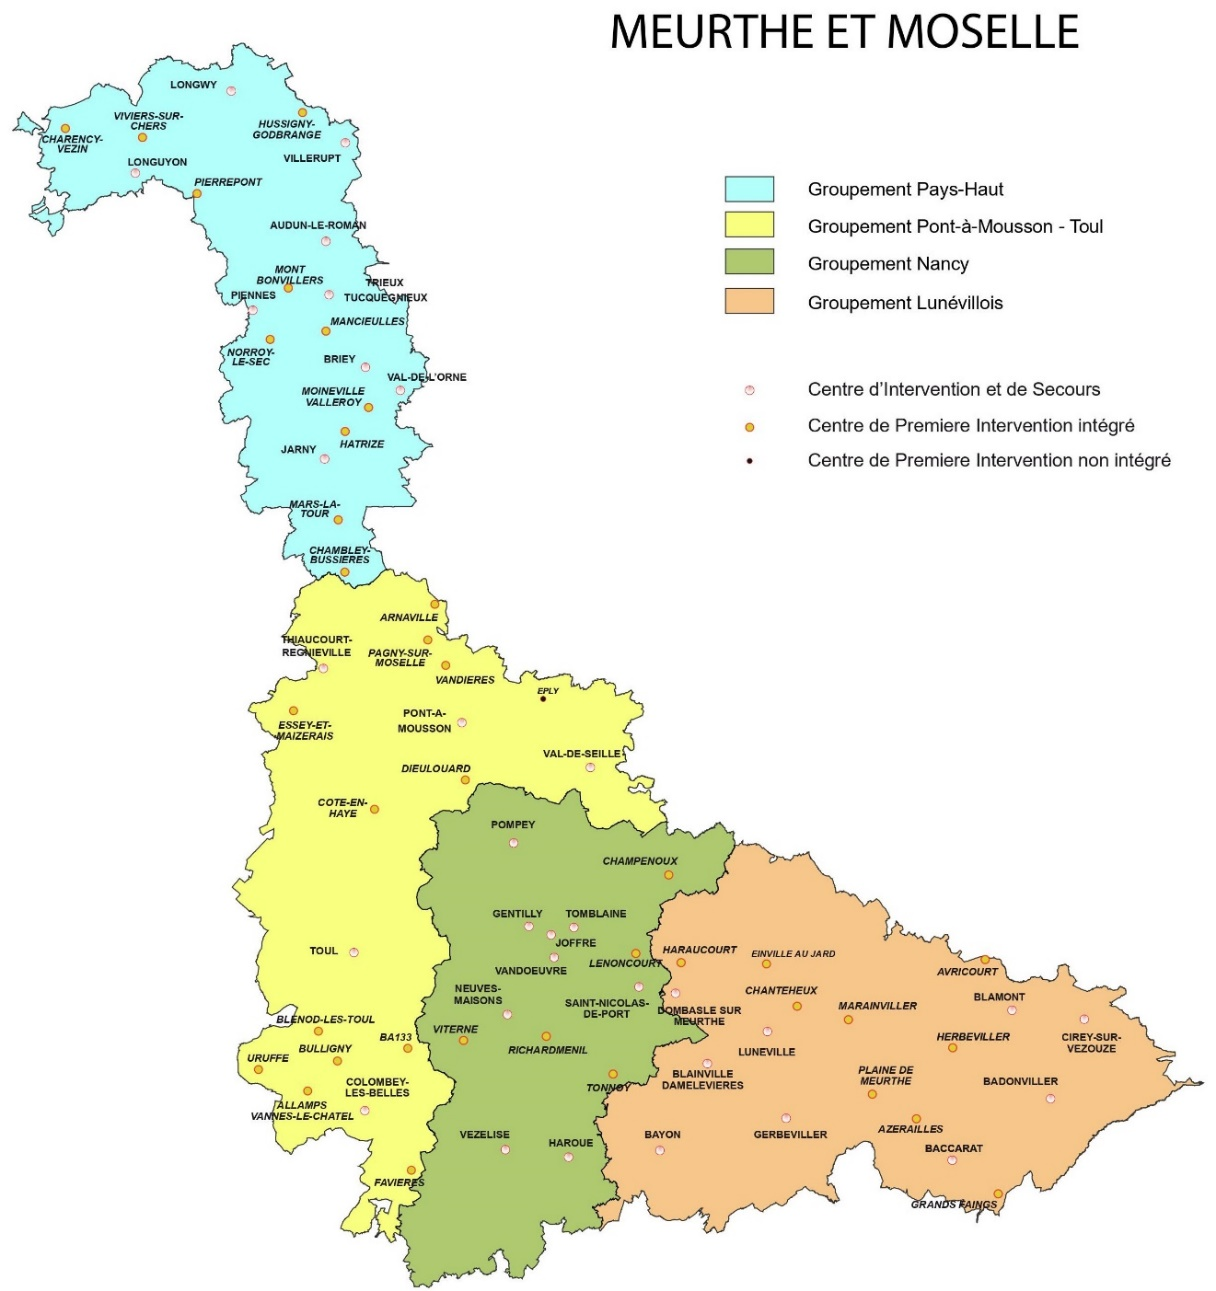 MEURTHE ET MOSELLE
LONGWY
VIVIERS-SUR-
CHERS
HUSSIGNY-
GODBRANGE
CHARENCY-
VEZIN
VILLERUPT
LONGUYON
PIERREPONT
Groupement Pays-Haut
Groupement Pont-à-Mousson - Toul
Groupement Nancy
Groupement Lunévillois
AUDUN-LE-ROMAN
MONT
BONVILLERS
TRIEUX
TUCQUEGNIEUX
PIENNES
MANCIEULLES
NORROY-
LE-SEC
BRIEY
VAL-DE-L'ORNE
MOINEVILLE
VALLEROY
Centre d'Intervention et de Secours
Centre de Premiere Intervention intégré
Centre de Premiere Intervention non intégré
HATRIZE
JARNY
MARS-LA-
TOUR
CHAMBLEY-
BUSSIERES
ARNAVILLE
THIAUCOURT-
REGNIEVILLE
PAGNY-SUR-
MOSELLE
VANDIERES
EPLY
ESSEY-ET-
MAIZERAIS
PONT-A-
MOUSSON
VAL-DE-SEILLE
DIEULOUARD
COTE-EN-
HAYE
POMPEY
CHAMPENOUX
GENTILLY
TOMBLAINE
JOFFRE
TOUL
VANDOEUVRE
LENONCOURT
HARAUCOURT
EINVILLE AU JARD
AVRICOURT
NEUVES-
MAISONS
SAINT-NICOLAS-
DE-PORT
DOMBASLE SUR
MEURTHE
CHANTEHEUX
MARAINVILLER
BLAMONT
BLENOD-LES-TOUL
BA133
VITERNE
RICHARDMENIL
LUNEVILLE
HERBEVILLER
CIREY-SUR-
VEZOUZE
URUFFE
BULLIGNY
COLOMBEY-
LES-BELLES
TONNOY
BLAINVILLE
DAMELEVIERES
PLAINE DE
MEURTHE
BADONVILLER
ALLAMPS
VANNES-LE-CHATEL
VEZELISE
HAROUE
BAYON
GERBEVILLER
AZERAILLES
BACCARAT
FAVIERES
GRANDS FAINGS